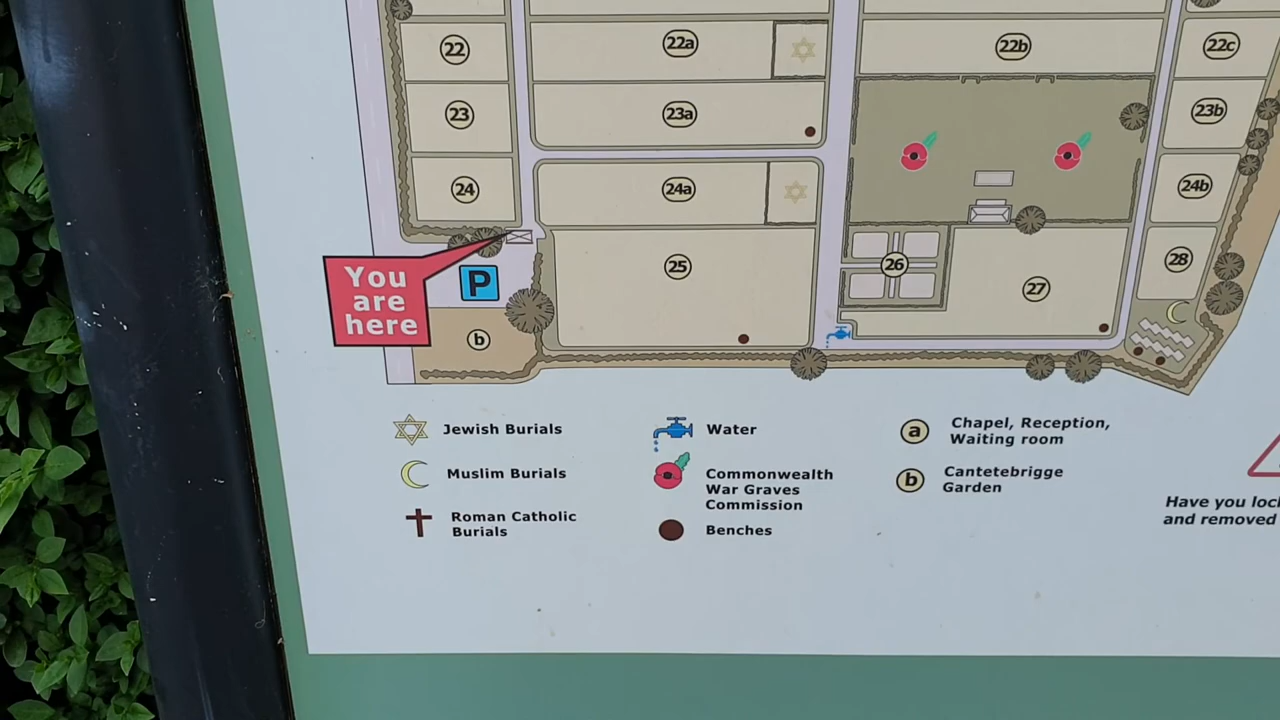 22
22a
22b
22c
23
23a
23b
24
24a
24b
25
26
27
28
You
are
here
P
b
Jewish Burials
Muslim Burials
Roman Catholic
Burials
Water
Commonwealth
War Graves
Commission
Benches
a
Chapel, Reception,
Waiting room
b
Cantetebrigge
Garden
Have you loc
and removed